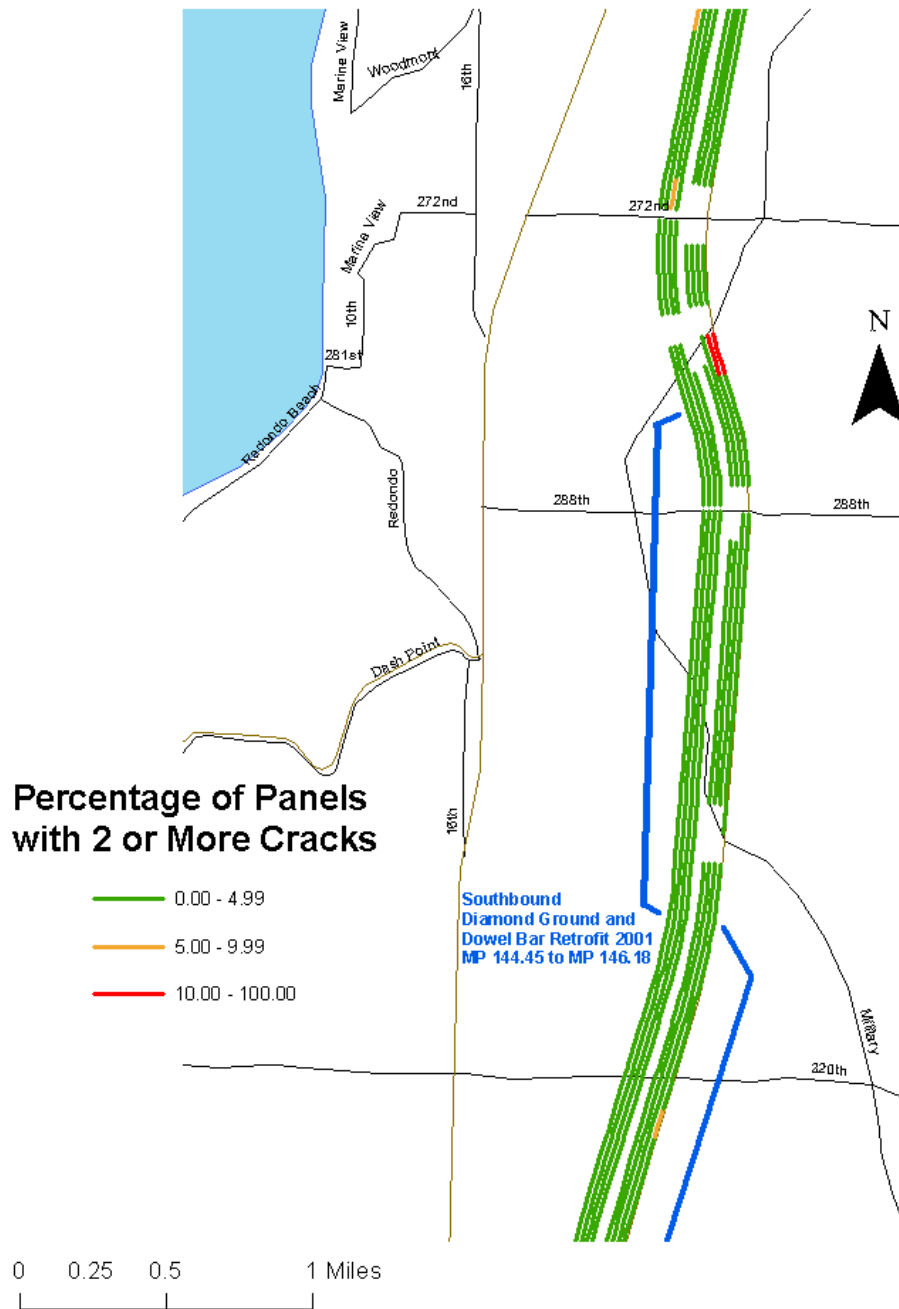 Marine View
Woodmont
16th
272nd
272nd
Marine View
10th
281st
N
Redondo Beach
Redondo
288th
288th
Dash Point
Percentage of Panels
with 2 or More Cracks
16th
0.00 - 4.99
5.00 - 9.99
10.00 - 100.00
Southbound
Diamond Ground and
Dowel Bar Retrofit 2001
MP 144.45 to MP 146.18
Military
320th
0 0.25 0.5 1 Miles